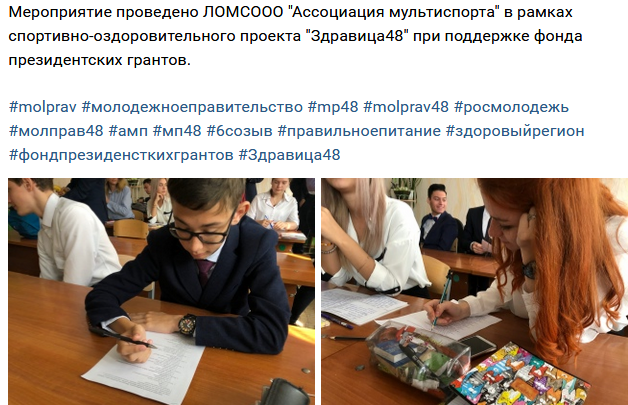 Мероприятие проведено ЛОМСООО "Ассоциация мультиспорта" в рамках
спортивно-оздоровительного проекта "Здравица48" при поддержке фонда
президентских грантов.
#molprav #молодежноеправительство #mp48 #molprav48 #росмолодежь
#молправ48 #амп #мп48 #6созыв #правильноепитание #здоровыйрегион
#фондпрезиденсткихгрантов #Здравица48